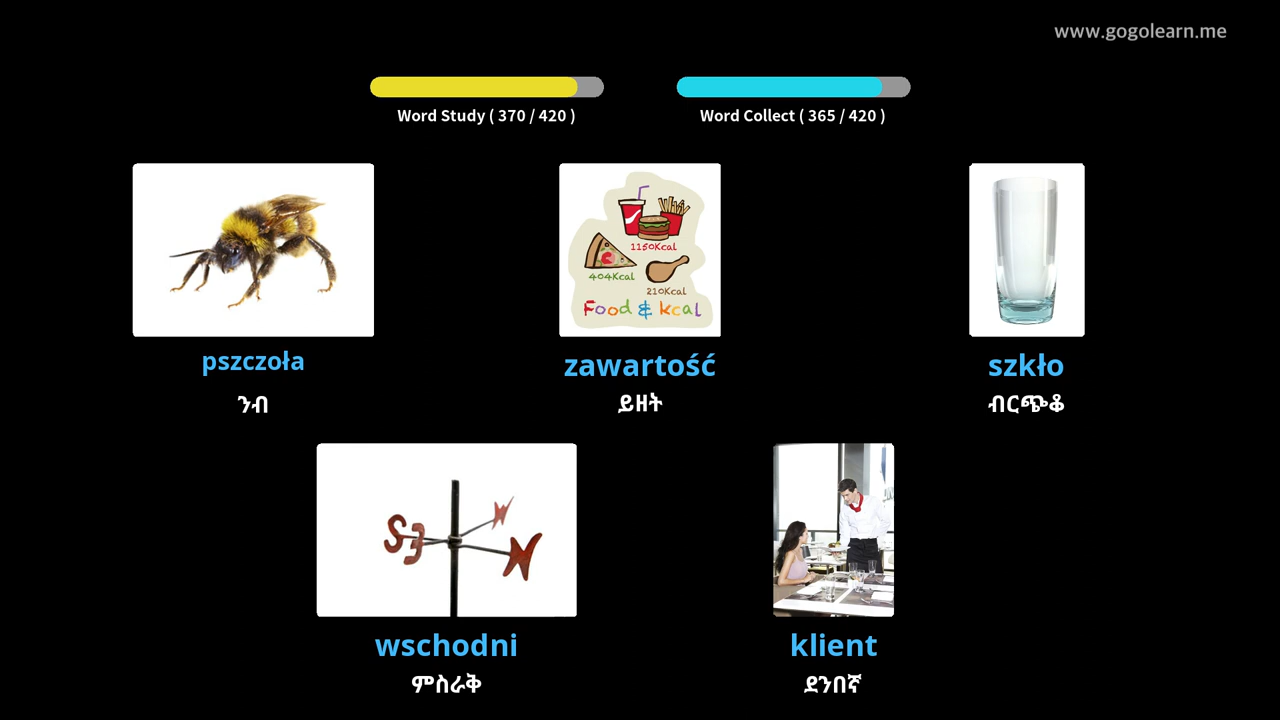 www.gogolearn.me
Word Study ( 370 / 420 )
Word Collect ( 365 / 420 )
1150Kcal
404Kcal
210Kcal
Food & kcal
pszczoła
zawartość
szkło
ንብ
ይዘት
ብርጭቆ
S
E
N
W
wschodni
klient
ምስራቅ
ደንበኛ